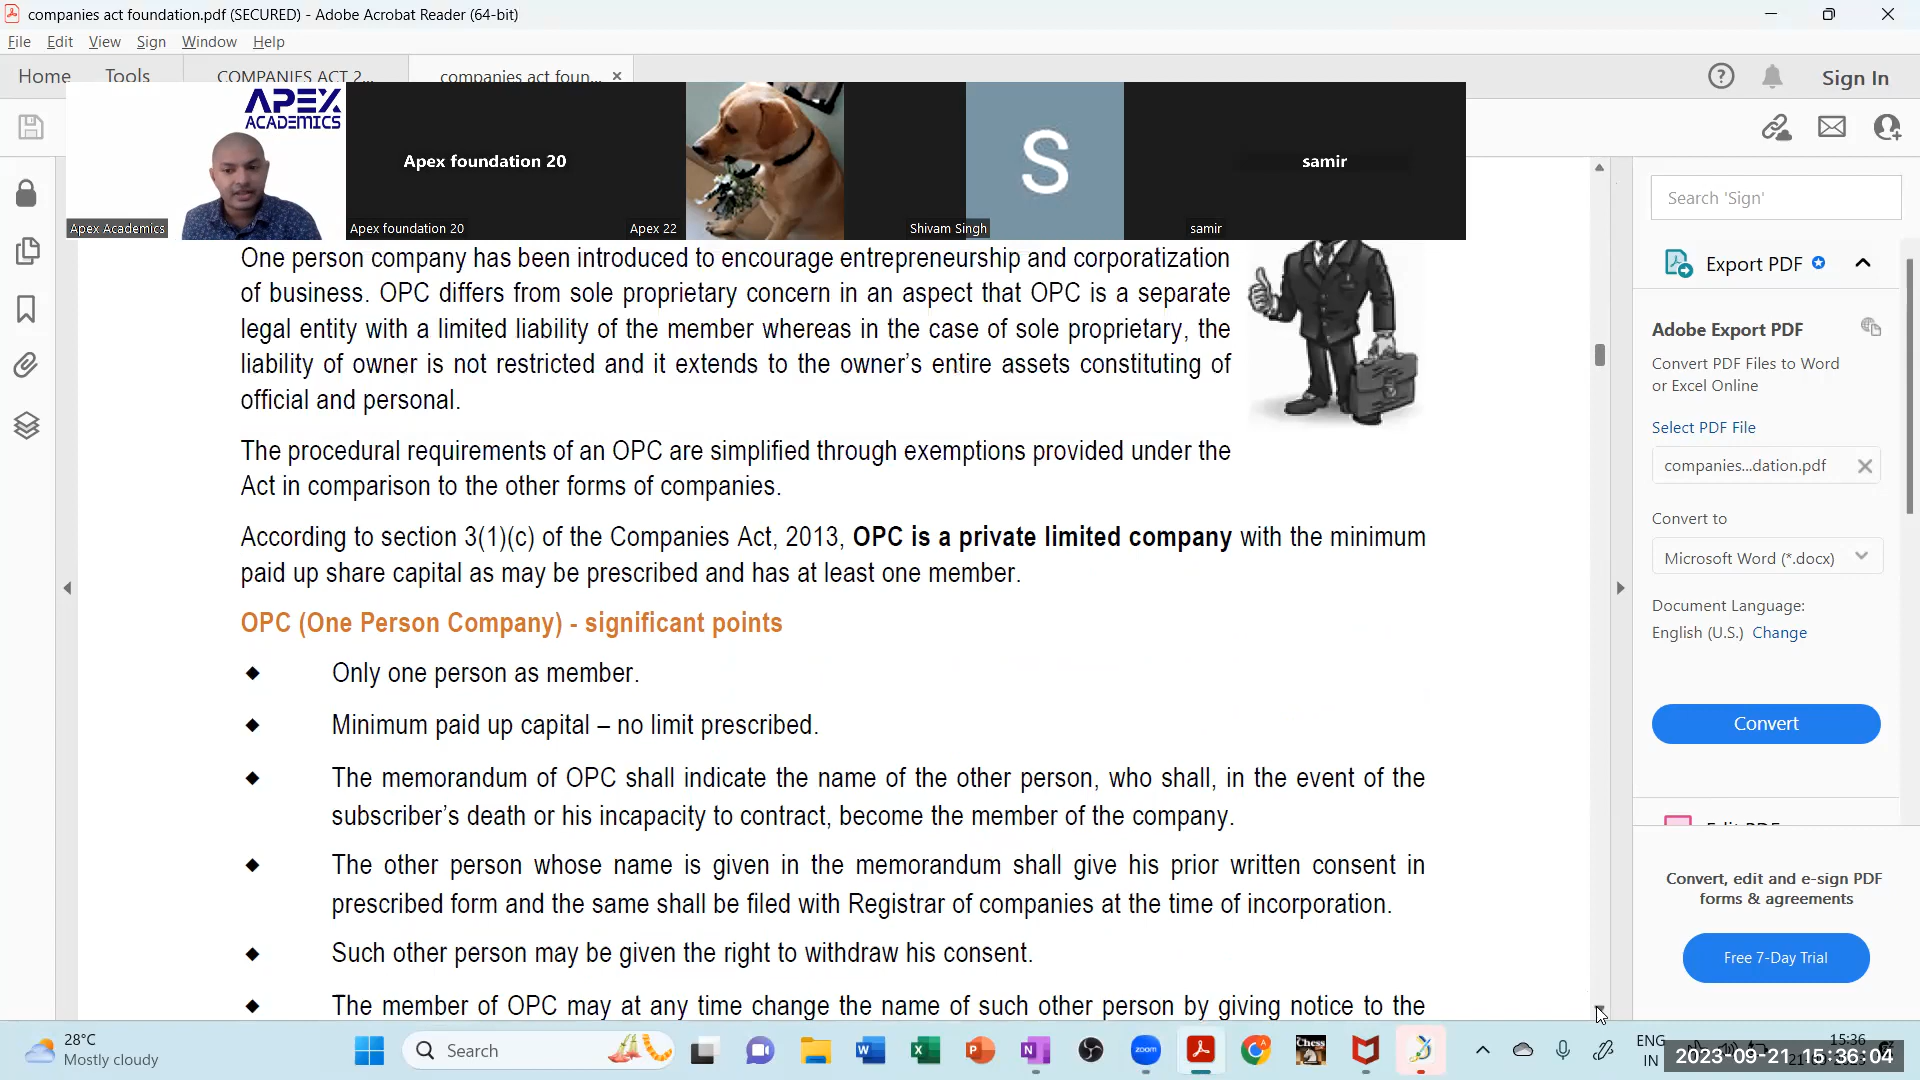 companies act foundation.pdf (SECURED) - Adobe Acrobat Reader (64-bit)
File Edit View Sign Window Help
Home Tools COMPANIES ACT 2... companies act foun...
Sign In
APEX
ACADEMICS
Apex foundation 20
S
samir
Apex Academics
Apex foundation 20
Apex 22
Shivam Singh
samir
One person company has been introduced to encourage entrepreneurship and corporatization
of business. OPC differs from sole proprietary concern in an aspect that OPC is a separate
legal entity with a limited liability of the member whereas in the case of sole proprietary, the
liability of owner is not restricted and it extends to the owner's entire assets constituting of
official and personal.
The procedural requirements of an OPC are simplified through exemptions provided under the
Act in comparison to the other forms of companies.
According to section 3(1)(c) of the Companies Act, 2013, OPC is a private limited company with the minimum
paid up share capital as may be prescribed and has at least one member.
OPC (One Person Company) - significant points
Only one person as member.
Minimum paid up capital – no limit prescribed.
The memorandum of OPC shall indicate the name of the other person, who shall, in the event of the
subscriber's death or his incapacity to contract, become the member of the company.
The other person whose name is given in the memorandum shall give his prior written consent in
prescribed form and the same shall be filed with Registrar of companies at the time of incorporation.
Such other person may be given the right to withdraw his consent.
The member of OPC may at any time change the name of such other person by giving notice to the
Search 'Sign'
Export PDF
Adobe Export PDF
Convert PDF Files to Word
or Excel Online
Select PDF File
companies...dation.pdf
Convert to
Microsoft Word (*.docx)
Document Language:
English (U.S.) Change
Convert
Convert, edit and e-sign PDF
forms & agreements
Free 7-Day Trial
28°C
Mostly cloudy
Search
zoom
Chess
ENG
IN
15:36
2023-09-21 15:36:04